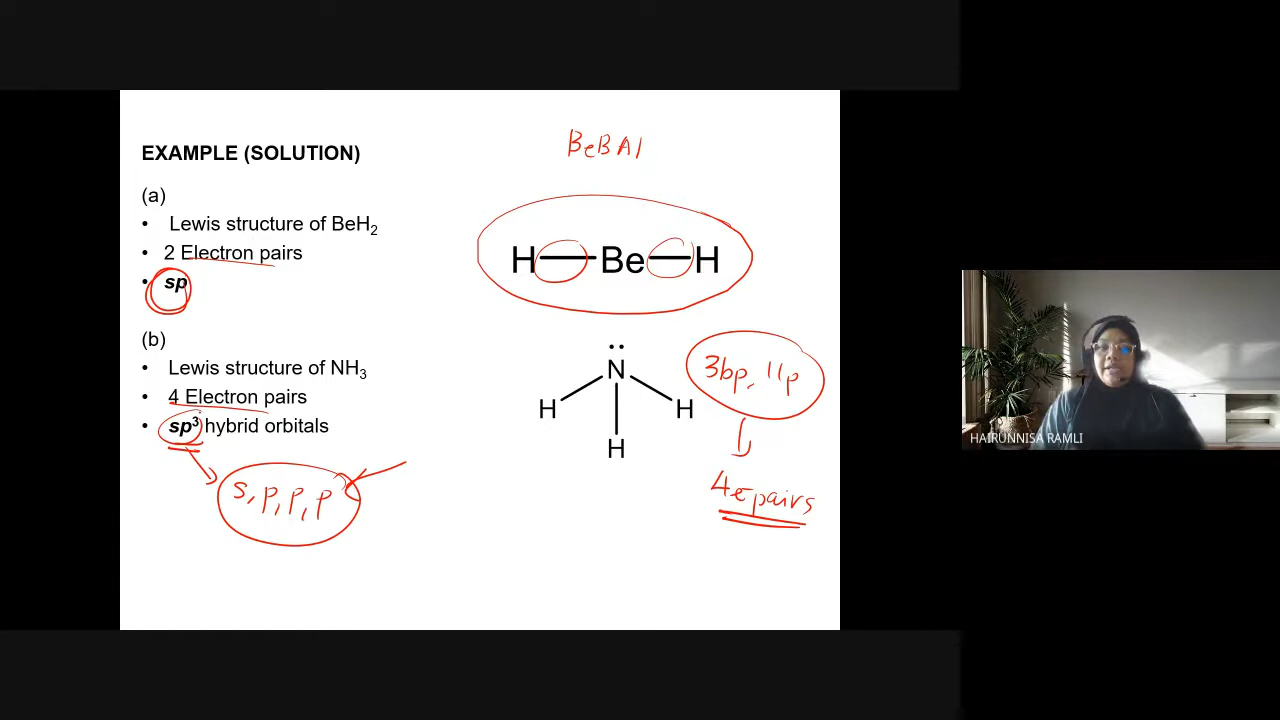 BeBAl
EXAMPLE (SOLUTION)
(a)
• Lewis structure of BeH₂
• 2 Electron pairs
• sp
H—Be—H
(b)
• Lewis structure of NH₃
• 4 Electron pairs
• sp³ hybrid orbitals
N
H H
H
3bp, 1lp
4e pairs
s, p, p, p
HAIRUNNISA RAMLI